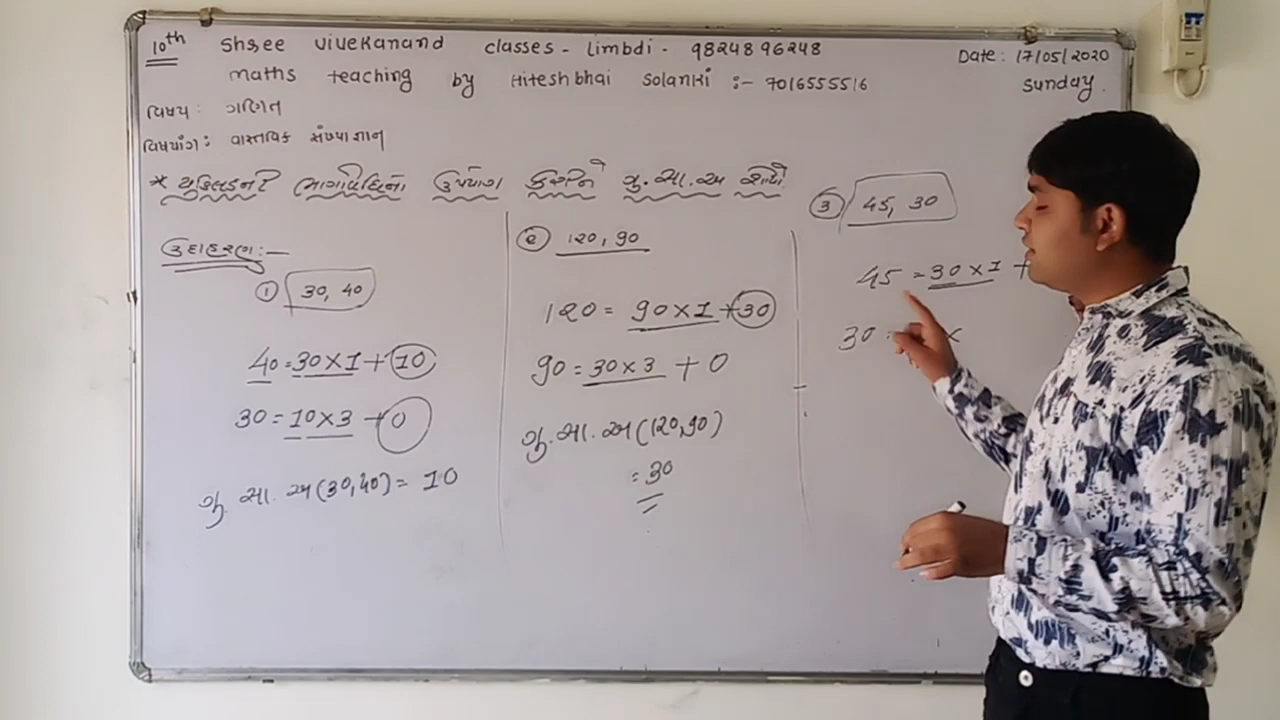 10th Shree vivekanand classes - Limbdi - 9824896248
Date: 17/05/2020
maths teaching by Hiteshbhai Solanki :- 7016555516
Sunday.
વિષય: ગણિત
વિષયાંગ: વાસ્તવિક સંખ્યાજ્ઞાન
* યુક્લિડની ભાગવિધિના ઉપયોગ કરીને ગુ.સા.અ શોધો
ઉદાહરણ:-
① 30, 40
40 = 30 × 1 + 10
30 = 10 × 3 + 0
ગુ. સા. અ (30,40) = 10
② 120, 90
120 = 90 × 1 + 30
90 = 30 × 3 + 0
ગુ. સા. અ (120,90)
= 30
③ 45, 30
45 = 30 × 1 +
30 = ×